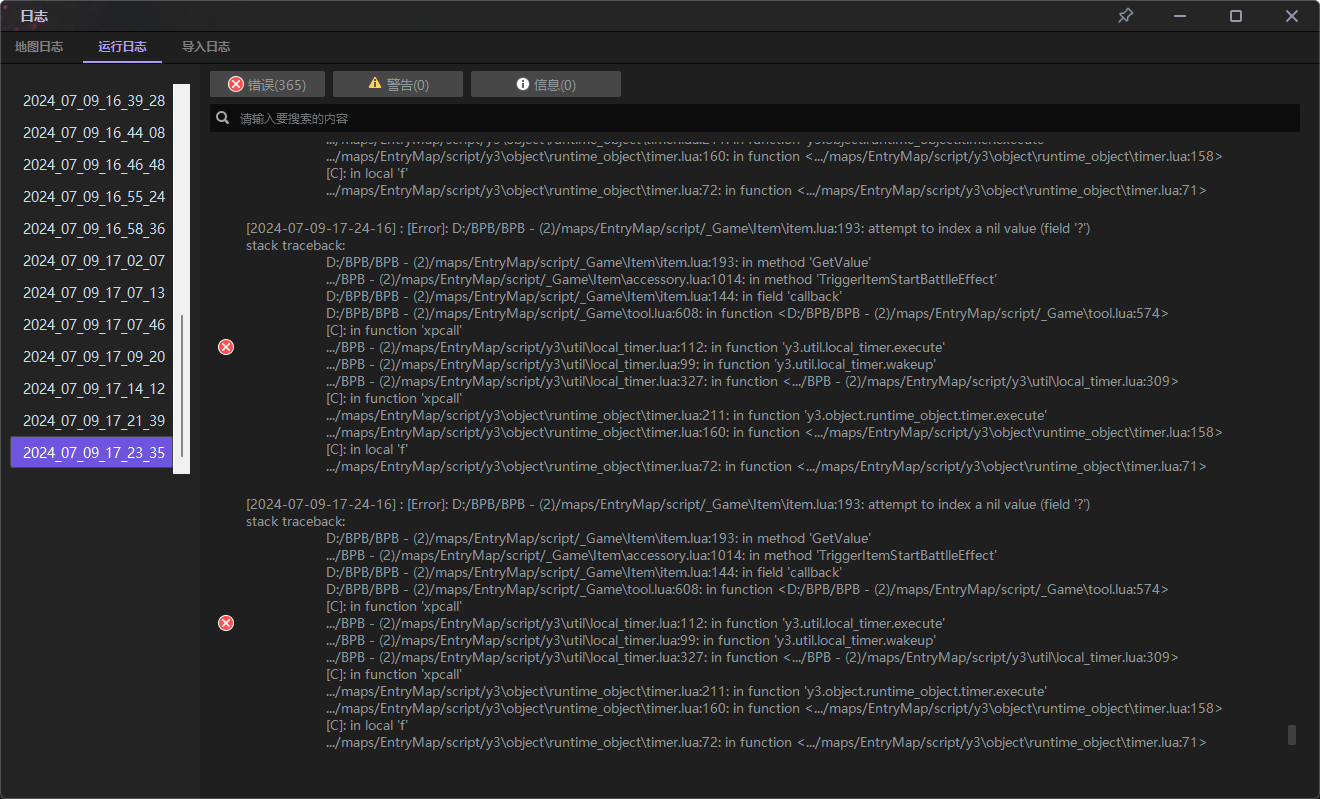 日志
地图日志
运行日志
导入日志
2024_07_09_16_39_28
2024_07_09_16_44_08
2024_07_09_16_46_48
2024_07_09_16_55_24
2024_07_09_16_58_36
2024_07_09_17_02_07
2024_07_09_17_07_13
2024_07_09_17_07_46
2024_07_09_17_09_20
2024_07_09_17_14_12
2024_07_09_17_21_39
2024_07_09_17_23_35
错误(365)
警告(0)
信息(0)
请输入要搜索的内容
.../maps/EntryMap/script/y3\object\runtime_object\timer.lua:211: in function 'y3.object.runtime_object.timer.execute'
.../maps/EntryMap/script/y3\object\runtime_object\timer.lua:160: in function <.../maps/EntryMap/script/y3\object\runtime_object\timer.lua:158>
[C]: in local 'f'
.../maps/EntryMap/script/y3\object\runtime_object\timer.lua:72: in function <.../maps/EntryMap/script/y3\object\runtime_object\timer.lua:71>
[2024-07-09-17-24-16] : [Error]: D:/BPB/BPB - (2)/maps/EntryMap/script/_Game\Item\item.lua:193: attempt to index a nil value (field '?')
stack traceback:
D:/BPB/BPB - (2)/maps/EntryMap/script/_Game\Item\item.lua:193: in method 'GetValue'
.../BPB - (2)/maps/EntryMap/script/_Game\Item\accessory.lua:1014: in method 'TriggerItemStartBattlleEffect'
D:/BPB/BPB - (2)/maps/EntryMap/script/_Game\Item\item.lua:144: in field 'callback'
D:/BPB/BPB - (2)/maps/EntryMap/script/_Game\tool.lua:608: in function <D:/BPB/BPB - (2)/maps/EntryMap/script/_Game\tool.lua:574>
[C]: in function 'xpcall'
.../BPB - (2)/maps/EntryMap/script/y3\util\local_timer.lua:112: in function 'y3.util.local_timer.execute'
.../BPB - (2)/maps/EntryMap/script/y3\util\local_timer.lua:99: in function 'y3.util.local_timer.wakeup'
.../BPB - (2)/maps/EntryMap/script/y3\util\local_timer.lua:327: in function <.../BPB - (2)/maps/EntryMap/script/y3\util\local_timer.lua:309>
[C]: in function 'xpcall'
.../maps/EntryMap/script/y3\object\runtime_object\timer.lua:211: in function 'y3.object.runtime_object.timer.execute'
.../maps/EntryMap/script/y3\object\runtime_object\timer.lua:160: in function <.../maps/EntryMap/script/y3\object\runtime_object\timer.lua:158>
[C]: in local 'f'
.../maps/EntryMap/script/y3\object\runtime_object\timer.lua:72: in function <.../maps/EntryMap/script/y3\object\runtime_object\timer.lua:71>
[2024-07-09-17-24-16] : [Error]: D:/BPB/BPB - (2)/maps/EntryMap/script/_Game\Item\item.lua:193: attempt to index a nil value (field '?')
stack traceback:
D:/BPB/BPB - (2)/maps/EntryMap/script/_Game\Item\item.lua:193: in method 'GetValue'
.../BPB - (2)/maps/EntryMap/script/_Game\Item\accessory.lua:1014: in method 'TriggerItemStartBattlleEffect'
D:/BPB/BPB - (2)/maps/EntryMap/script/_Game\Item\item.lua:144: in field 'callback'
D:/BPB/BPB - (2)/maps/EntryMap/script/_Game\tool.lua:608: in function <D:/BPB/BPB - (2)/maps/EntryMap/script/_Game\tool.lua:574>
[C]: in function 'xpcall'
.../BPB - (2)/maps/EntryMap/script/y3\util\local_timer.lua:112: in function 'y3.util.local_timer.execute'
.../BPB - (2)/maps/EntryMap/script/y3\util\local_timer.lua:99: in function 'y3.util.local_timer.wakeup'
.../BPB - (2)/maps/EntryMap/script/y3\util\local_timer.lua:327: in function <.../BPB - (2)/maps/EntryMap/script/y3\util\local_timer.lua:309>
[C]: in function 'xpcall'
.../maps/EntryMap/script/y3\object\runtime_object\timer.lua:211: in function 'y3.object.runtime_object.timer.execute'
.../maps/EntryMap/script/y3\object\runtime_object\timer.lua:160: in function <.../maps/EntryMap/script/y3\object\runtime_object\timer.lua:158>
[C]: in local 'f'
.../maps/EntryMap/script/y3\object\runtime_object\timer.lua:72: in function <.../maps/EntryMap/script/y3\object\runtime_object\timer.lua:71>